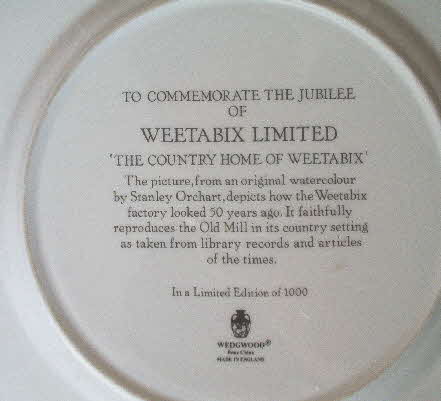 TO COMMEMORATE THE JUBILEE
OF
WEETABIX LIMITED
'THE COUNTRY HOME OF WEETABIX'
The picture, from an original watercolour
by Stanley Orchart, depicts how the Weetabix
factory looked 50 years ago. It faithfully
reproduces the Old Mill in its country setting
as taken from library records and articles
of the times.
In a Limited Edition of 1000
WEDGWOOD®
Bone China
MADE IN ENGLAND